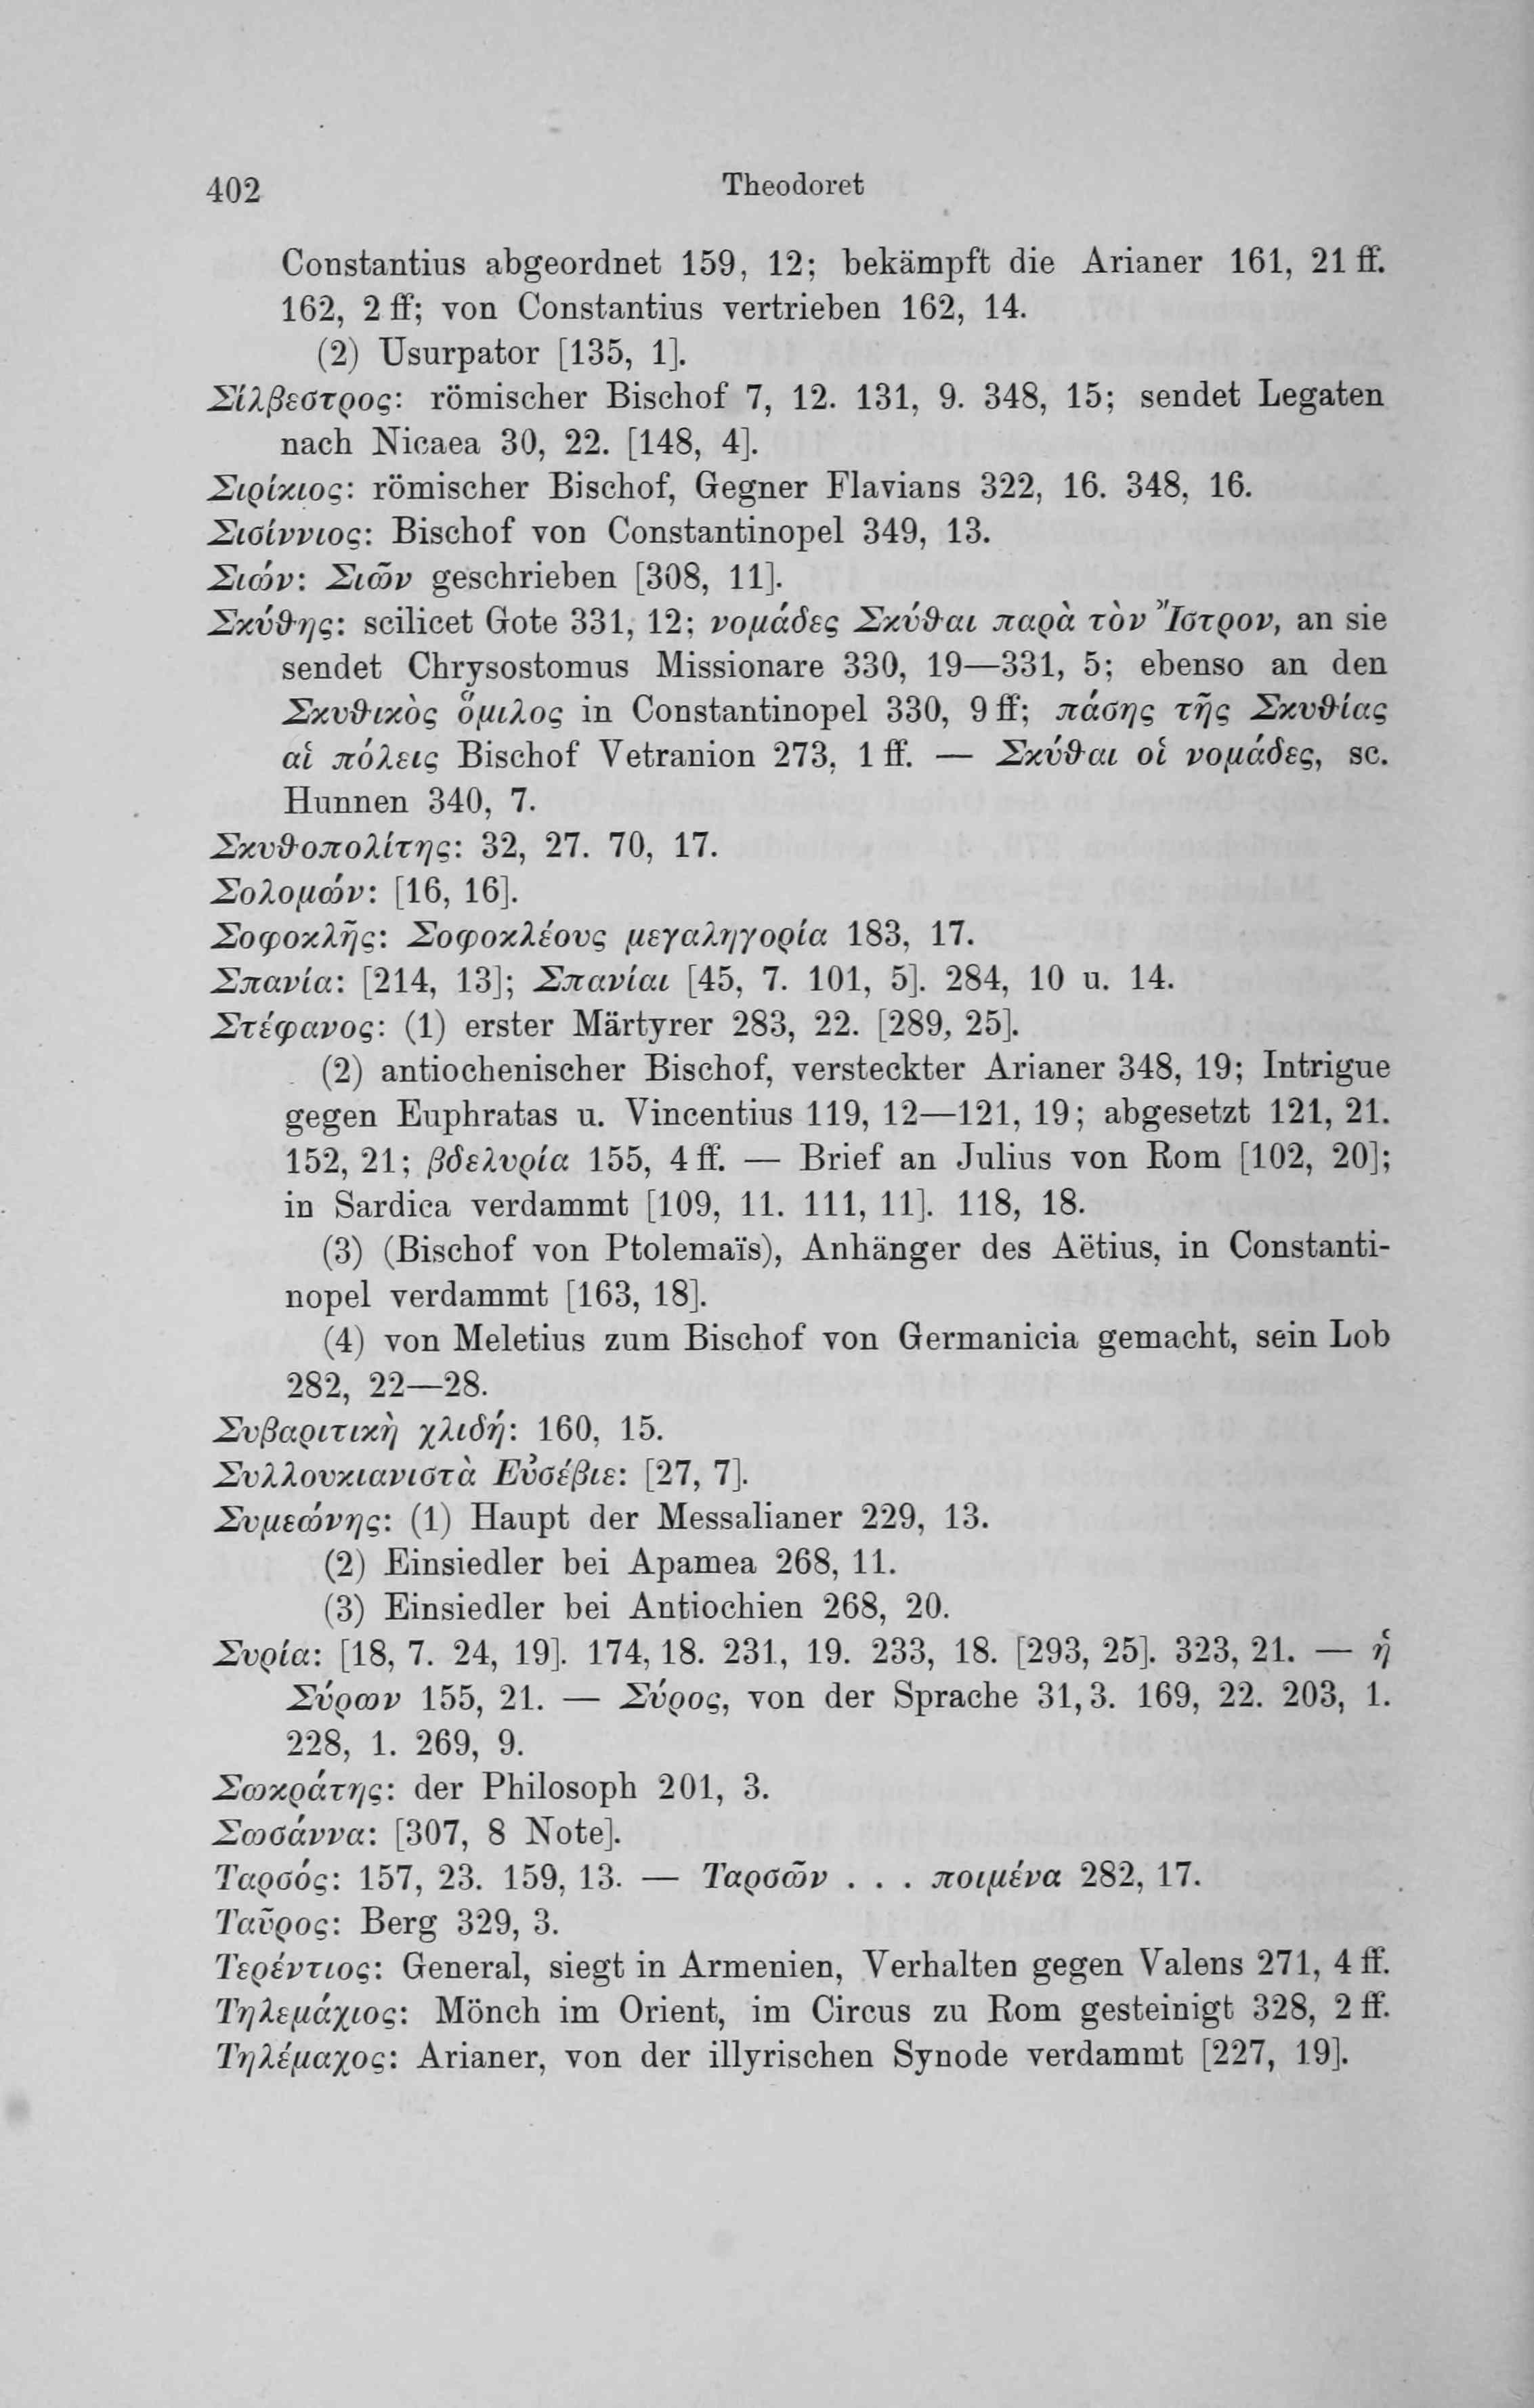 402
Theodoret
Constantius abgeordnet 159, 12; bekämpft die Arianer 161, 21 ff.
162, 2 ff; von Constantius vertrieben 162, 14.
(2) Usurpator [135, 1].
Σίλβεστρος: römischer Bischof 7, 12. 131, 9. 348, 15; sendet Legaten
nach Nicaea 30, 22. [148, 4].
Σιρίκιος: römischer Bischof, Gegner Flavians 322, 16. 348, 16.
Σισίννιος: Bischof von Constantinopel 349, 13.
Σιών: Σιῶν geschrieben [308, 11].
Σκύθης: scilicet Gote 331, 12; νομάδες Σκύθαι παρὰ τὸν Ἴστρον, an sie
sendet Chrysostomus Missionare 330, 19—331, 5; ebenso an den
Σκυθικὸς ὅμιλος in Constantinopel 330, 9 ff; πάσης τῆς Σκυθίας
αἱ πόλεις Bischof Vetranion 273, 1 ff. — Σκύθαι οἱ νομάδες, sc.
Hunnen 340, 7.
Σκυθοπολίτης: 32, 27. 70, 17.
Σολομών: [16, 16].
Σοφοκλῆς: Σοφοκλέους μεγαληγορία 183, 17.
Σπανία: [214, 13]; Σπανίαι [45, 7. 101, 5]. 284, 10 u. 14.
Στέφανος: (1) erster Märtyrer 283, 22. [289, 25].
(2) antiochenischer Bischof, versteckter Arianer 348, 19; Intrigue
gegen Euphratas u. Vincentius 119, 12—121, 19; abgesetzt 121, 21.
152, 21; βδελυρία 155, 4 ff. — Brief an Julius von Rom [102, 20];
in Sardica verdammt [109, 11. 111, 11]. 118, 18.
(3) (Bischof von Ptolemaïs), Anhänger des Aëtius, in Constanti-
nopel verdammt [163, 18].
(4) von Meletius zum Bischof von Germanicia gemacht, sein Lob
282, 22—28.
Συβαριτικὴ χλιδή: 160, 15.
Συλλουκιανιστὰ Εὐσέβιε: [27, 7].
Συμεώνης: (1) Haupt der Messalianer 229, 13.
(2) Einsiedler bei Apamea 268, 11.
(3) Einsiedler bei Antiochien 268, 20.
Συρία: [18, 7. 24, 19]. 174, 18. 231, 19. 233, 18. [293, 25]. 323, 21. — ἡ
Σύρων 155, 21. — Σύρος, von der Sprache 31, 3. 169, 22. 203, 1.
228, 1. 269, 9.
Σωκράτης: der Philosoph 201, 3.
Σωσάννα: [307, 8 Note].
Ταρσός: 157, 23. 159, 13. — Ταρσῶν . . . ποιμένα 282, 17.
Ταῦρος: Berg 329, 3.
Τερέντιος: General, siegt in Armenien, Verhalten gegen Valens 271, 4 ff.
Τηλεμάχιος: Mönch im Orient, im Circus zu Rom gesteinigt 328, 2 ff.
Τηλέμαχος: Arianer, von der illyrischen Synode verdammt [227, 19].